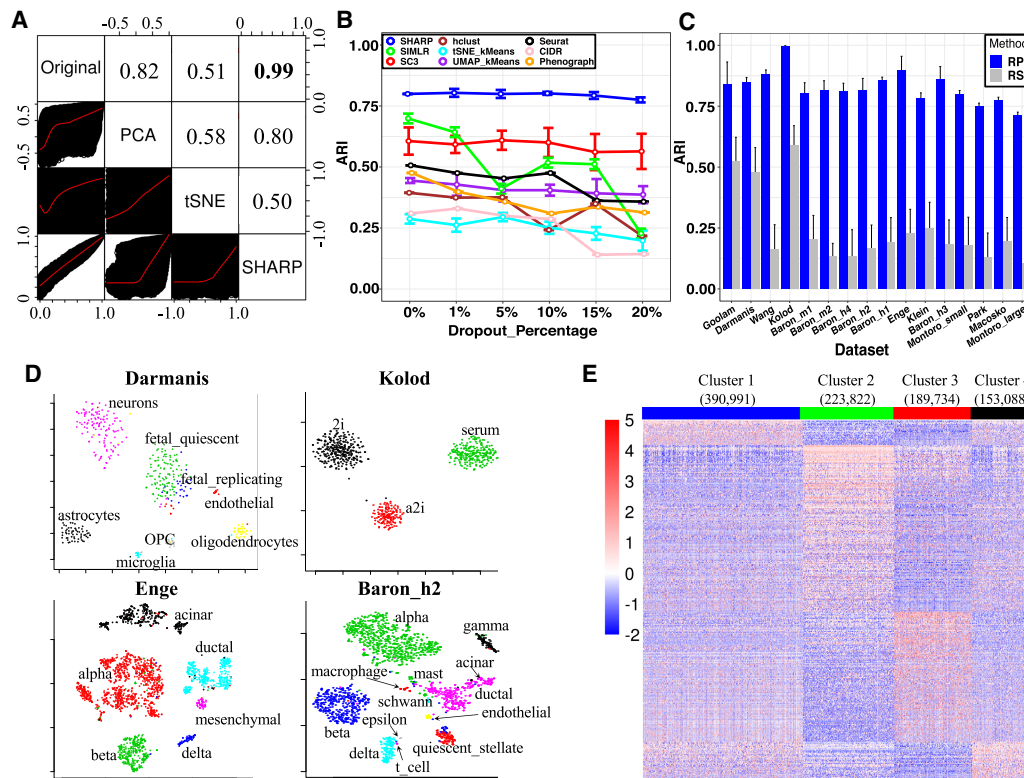 A
-0.5 0.5
0 1.0
Original
0.82
0.51
0.99
0.0 1.0
-0.5 0.5
PCA
0.58
0.80
tSNE
0.50
-1.0 1.0
0 1.0
SHARP
0.0 1.0
-1.0 1.0
B
SHARP
SIMLR
SC3
hclust
tSNE_kMeans
UMAP_kMeans
Seurat
CIDR
Phenograph
ARI
1.00
0.75
0.50
0.25
0.00
0% 1% 5% 10% 15% 20%
Dropout_Percentage
C
Method
RP
RS
ARI
1.00
0.75
0.50
0.25
0.00
Goolam
Darmanis
Wang
Kolod
Baron_m1
Baron_m2
Baron_h4
Baron_h2
Baron_h1
Enge
Klein
Baron_h3
Montoro_small
Park
Macosko
Montoro_large
Dataset
D
Darmanis
neurons
fetal_quiescent
fetal_replicating
endothelial
astrocytes
OPC
oligodendrocytes
microglia
Kolod
2i
serum
a2i
Enge
acinar
ductal
alpha
mesenchymal
beta
delta
Baron_h2
alpha
gamma
macrophage
mast
acinar
ductal
schwann
endothelial
epsilon
beta
delta
quiescent_stellate
t_cell
E
Cluster 1
(390,991)
Cluster 2
(223,822)
Cluster 3
(189,734)
Cluster
(153,088
5
4
3
2
1
0
-1
-2